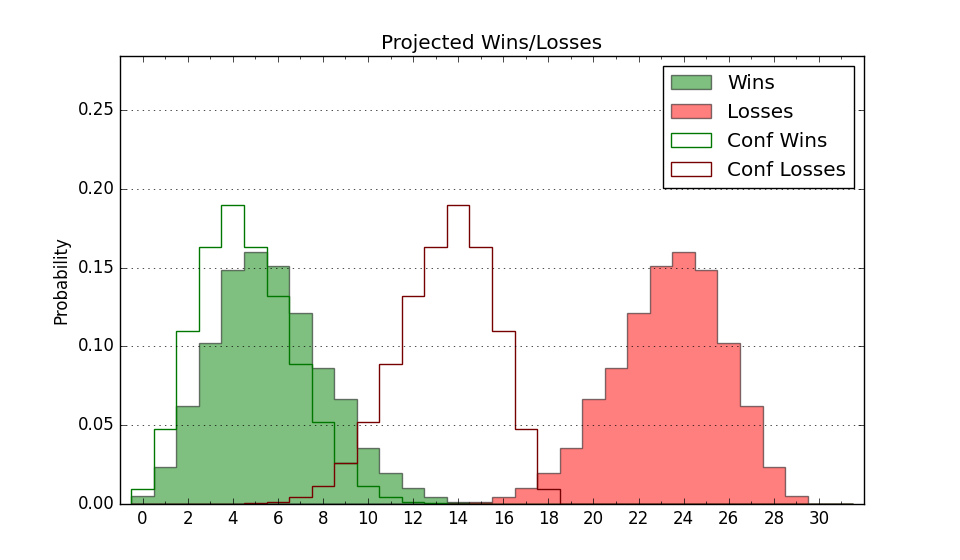 Projected Wins/Losses
Wins
Losses
Conf Wins
Conf Losses
Probability
0.25
0.20
0.15
0.10
0.05
0.00
0 2 4 6 8 10 12 14 16 18 20 22 24 26 28 30